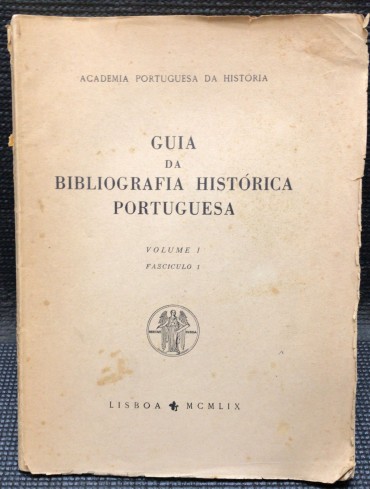 ACADEMIA PORTUGUESA DA HISTÓRIA
GUIA
DA
BIBLIOGRAFIA HISTÓRICA
PORTUGUESA
VOLUME I
FASCÍCULO 1
LISBOA MCMLIX